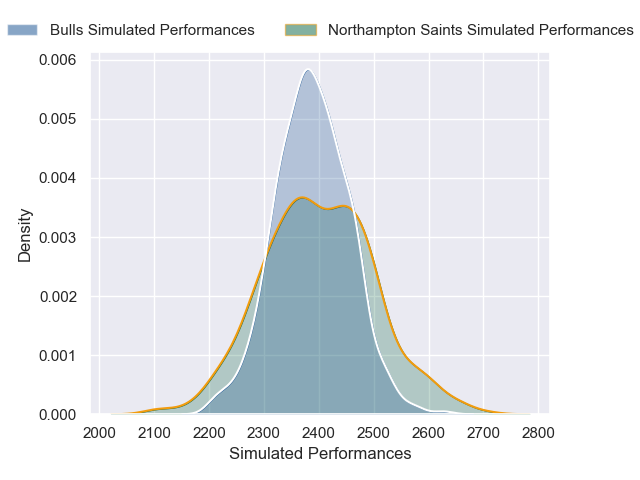 Bulls Simulated Performances Northampton Saints Simulated Performances
0.006
0.005
0.004
0.003
0.002
0.001
0.000
Density
2000 2100 2200 2300 2400 2500 2600 2700 2800
Simulated Performances